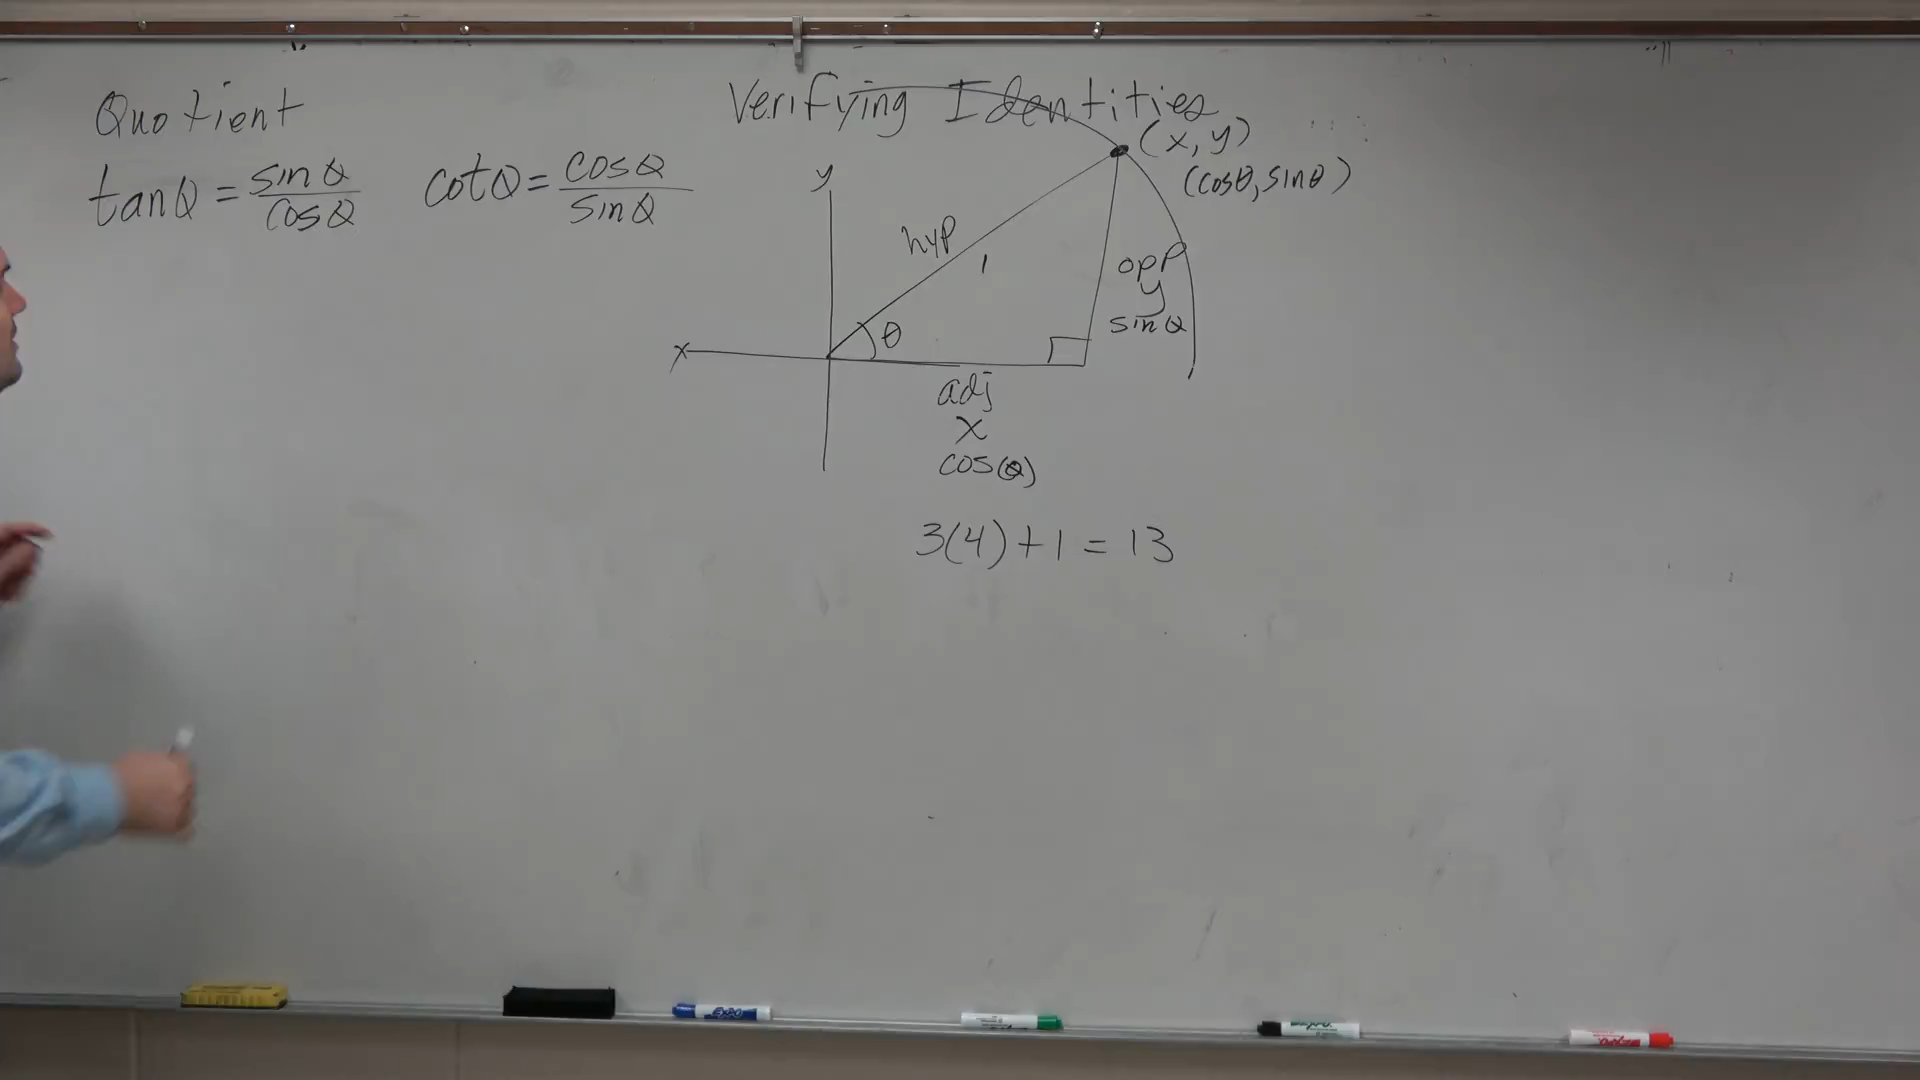 Quotient
tanθ = sinθ/cosθ cotθ = cosθ/sinθ
Verifying Identities
(x, y)
(cosθ, sinθ)
y
hyp
1
opp
y
sinθ
θ
x
adj
x
cos(θ)
3(4) + 1 = 13
EXPO